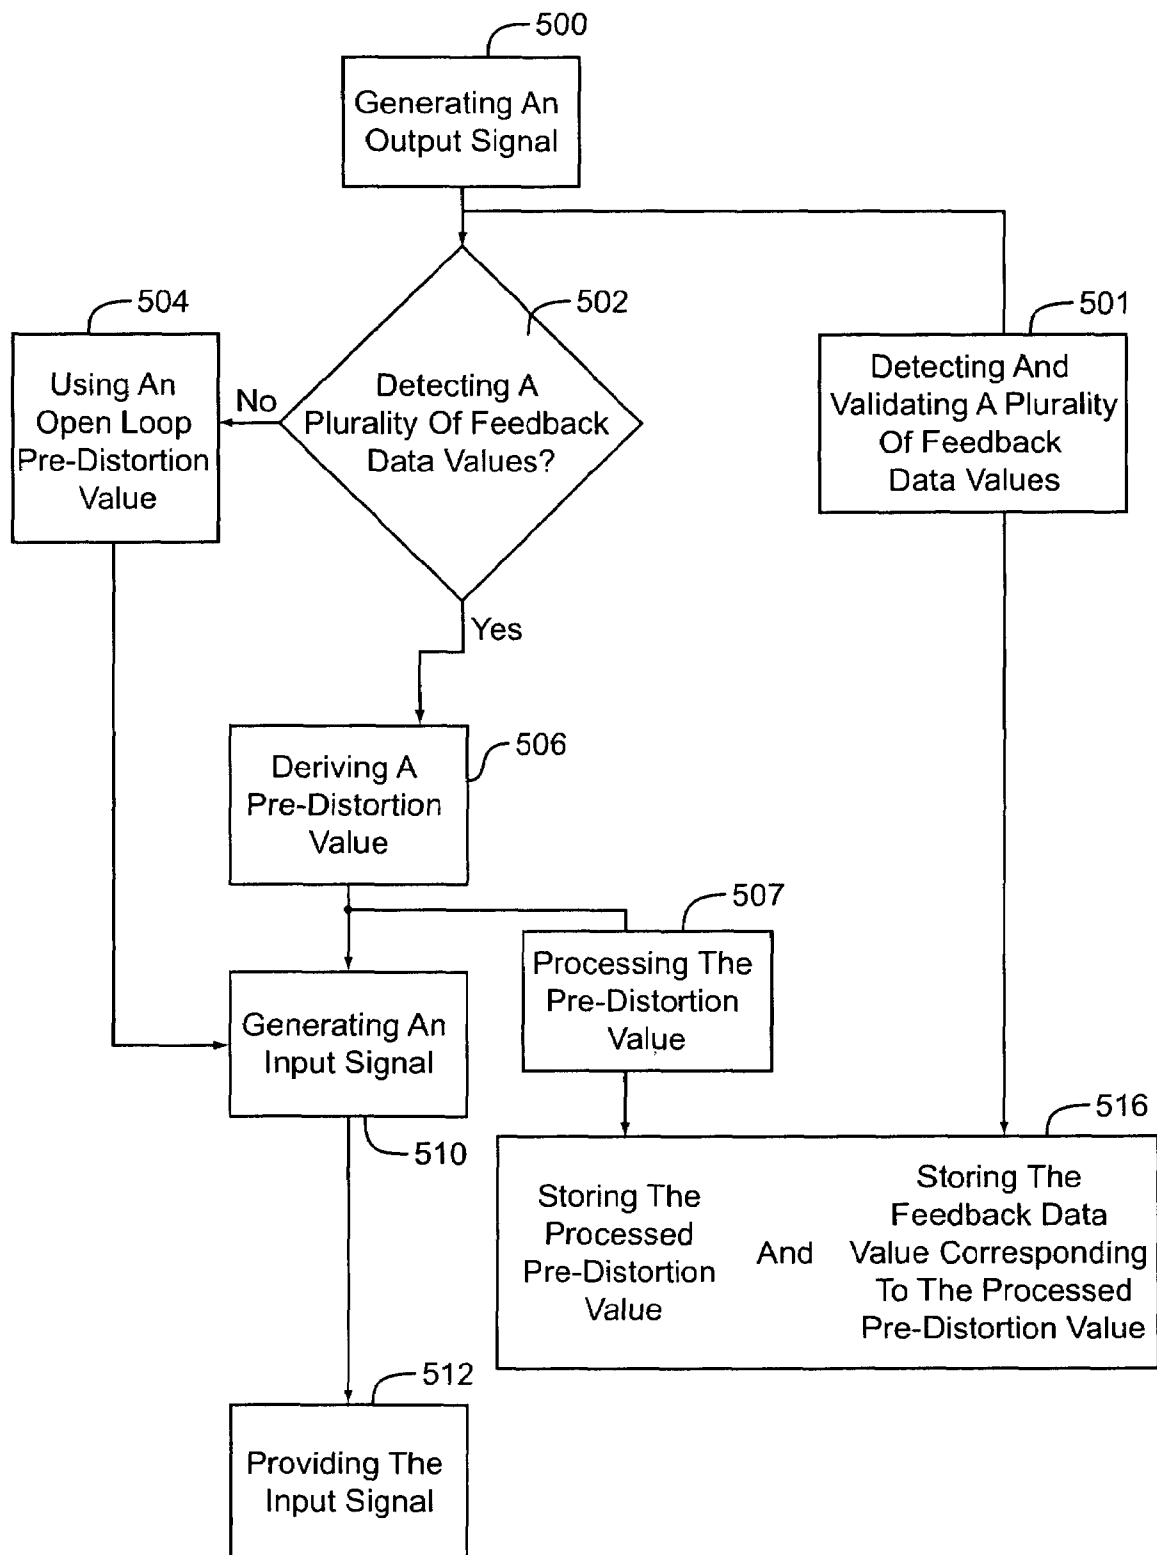 500
Generating An
Output Signal
504
502
501
Using An
Open Loop
Pre-Distortion
Value
No
Detecting A
Plurality Of Feedback
Data Values?
Detecting And
Validating A Plurality
Of Feedback
Data Values
Yes
506
Deriving A
Pre-Distortion
Value
507
Processing The
Pre-Distortion
Value
Generating An
Input Signal
510
516
Storing The
Processed
Pre-Distortion
Value
And
Storing The
Feedback Data
Value Corresponding
To The Processed
Pre-Distortion Value
512
Providing The
Input Signal